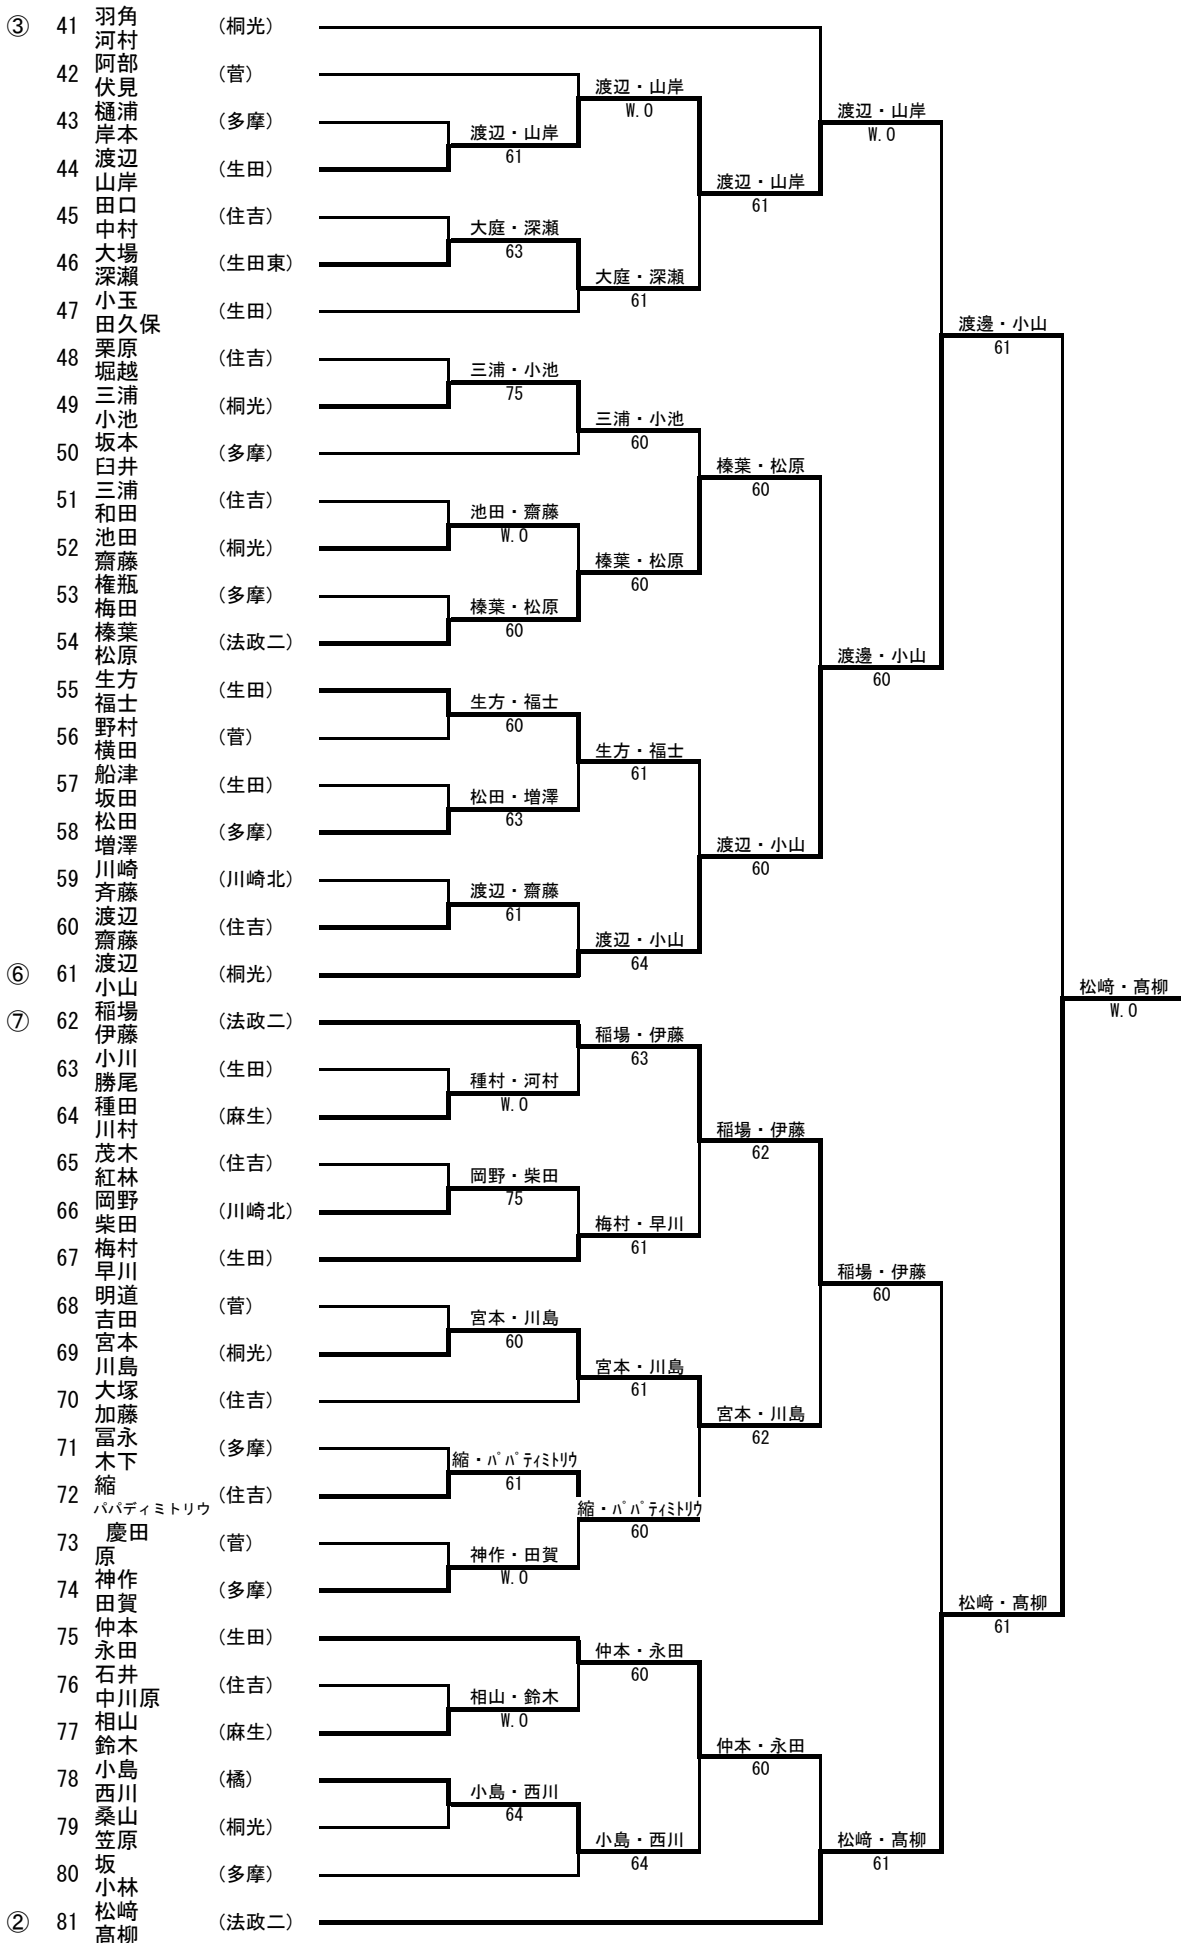 ③ 41 羽角 河村 (桐光)
42 阿部 伏見 (菅)
43 樋浦 岸本 (多摩)
44 渡辺 山岸 (生田)
45 田口 中村 (住吉)
46 大場 深瀬 (生田東)
47 小玉 田久保 (生田)
48 栗原 堀越 (住吉)
49 三浦 小池 (桐光)
50 坂本 臼井 (多摩)
51 三浦 和田 (住吉)
52 池田 齋藤 (桐光)
53 権瓶 梅田 (多摩)
54 榛葉 松原 (法政二)
55 生方 福士 (生田)
56 野村 横田 (菅)
57 船津 坂田 (生田)
58 松田 増澤 (多摩)
59 川崎 斉藤 (川崎北)
60 渡辺 齋藤 (住吉)
⑥ 61 渡辺 小山 (桐光)
⑦ 62 稲場 伊藤 (法政二)
63 小川 勝尾 (生田)
64 種田 川村 (麻生)
65 茂木 紅林 (住吉)
66 岡野 柴田 (川崎北)
67 梅村 早川 (生田)
68 明道 吉田 (菅)
69 宮本 川島 (桐光)
70 大塚 加藤 (住吉)
71 冨永 木下 (多摩)
72 縮 パパディミトリウ (住吉)
73 慶田 原 (菅)
74 神作 田賀 (多摩)
75 仲本 永田 (生田)
76 石井 中川原 (住吉)
77 相山 鈴木 (麻生)
78 小島 西川 (橘)
79 桑山 笠原 (桐光)
80 坂 小林 (多摩)
② 81 松﨑 髙柳 (法政二)
渡辺・山岸
61
大庭・深瀬
63
三浦・小池
75
池田・齋藤
W.O
榛葉・松原
60
生方・福士
60
松田・増澤
63
渡辺・齋藤
61
種村・河村
W.O
岡野・柴田
75
宮本・川島
60
縮・パパティミトリウ
61
神作・田賀
W.O
相山・鈴木
W.O
小島・西川
64
渡辺・山岸
W.O
大庭・深瀬
61
三浦・小池
60
榛葉・松原
60
生方・福士
61
渡辺・小山
64
稲場・伊藤
63
梅村・早川
61
宮本・川島
61
縮・パパティミトリウ
60
仲本・永田
60
小島・西川
64
渡辺・山岸
61
榛葉・松原
60
渡辺・小山
60
稲場・伊藤
62
宮本・川島
62
仲本・永田
60
渡辺・山岸
W.O
渡邉・小山
60
稲場・伊藤
60
松﨑・髙柳
61
渡邉・小山
61
松﨑・髙柳
61
松﨑・髙柳
W.O